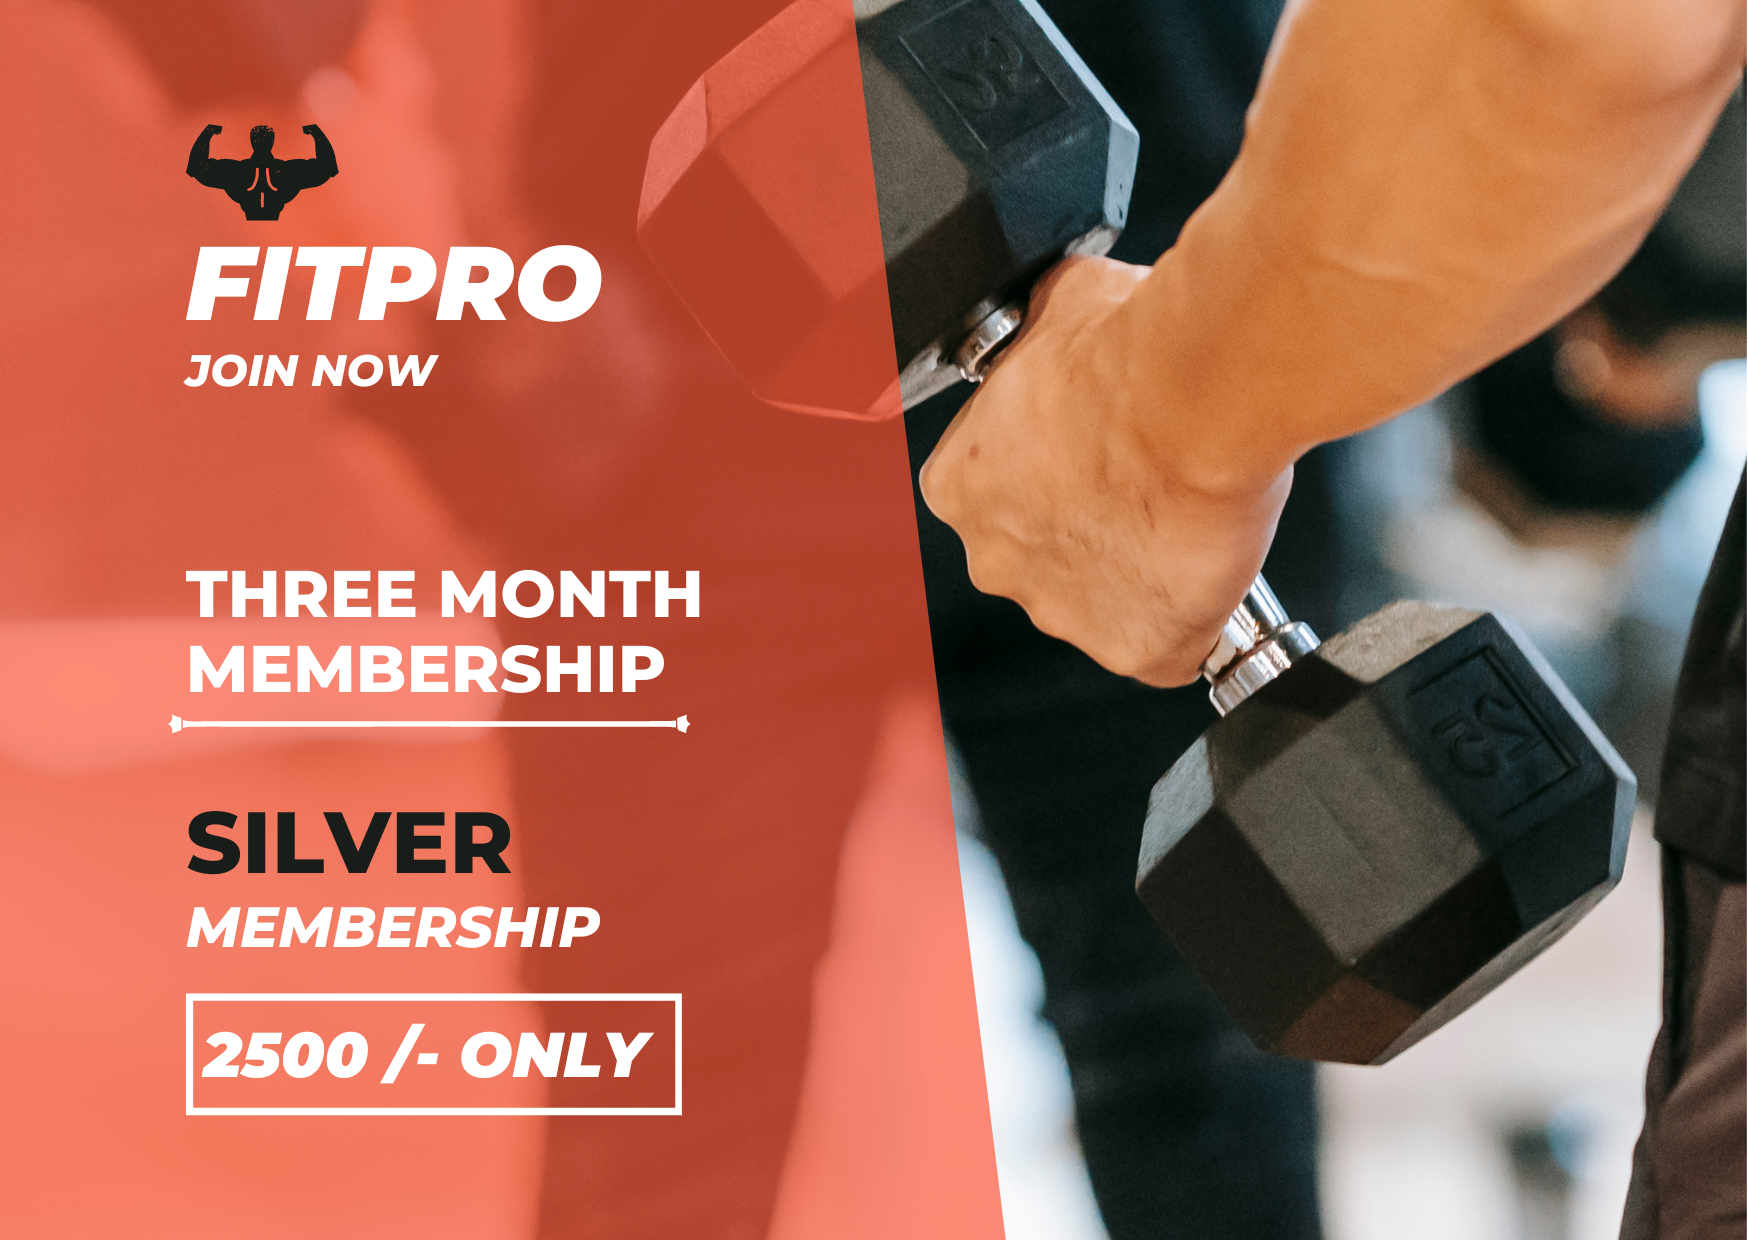 FITPRO
JOIN NOW
THREE MONTH
MEMBERSHIP
SILVER
MEMBERSHIP
2500 /- ONLY